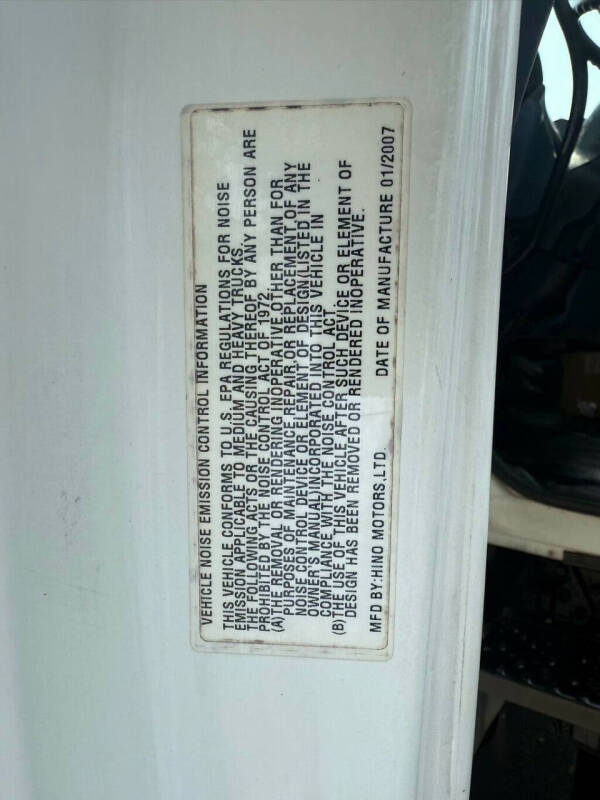 VEHICLE NOISE EMISSION CONTROL INFORMATION
THIS VEHICLE CONFORMS TO U.S. EPA REGULATIONS FOR NOISE
EMISSION APPLICABLE TO MEDIUM AND HEAVY TRUCKS.
THE FOLLOWING ACTS OR THE CAUSING THEREOF BY ANY PERSON ARE
PROHIBITED BY THE NOISE CONTROL ACT OF 1972.
(A) THE REMOVAL OR RENDERING INOPERATIVE, OTHER THAN FOR
PURPOSES OF MAINTENANCE, REPAIR, OR REPLACEMENT, OF ANY
NOISE CONTROL DEVICE OR ELEMENT OF DESIGN (LISTED IN THE
OWNER'S MANUAL) INCORPORATED INTO THIS VEHICLE IN
COMPLIANCE WITH THE NOISE CONTROL ACT.
(B) THE USE OF THIS VEHICLE AFTER SUCH DEVICE OR ELEMENT OF
DESIGN HAS BEEN REMOVED OR RENDERED INOPERATIVE.
MFD BY: HINO MOTORS, LTD. DATE OF MANUFACTURE 01/2007